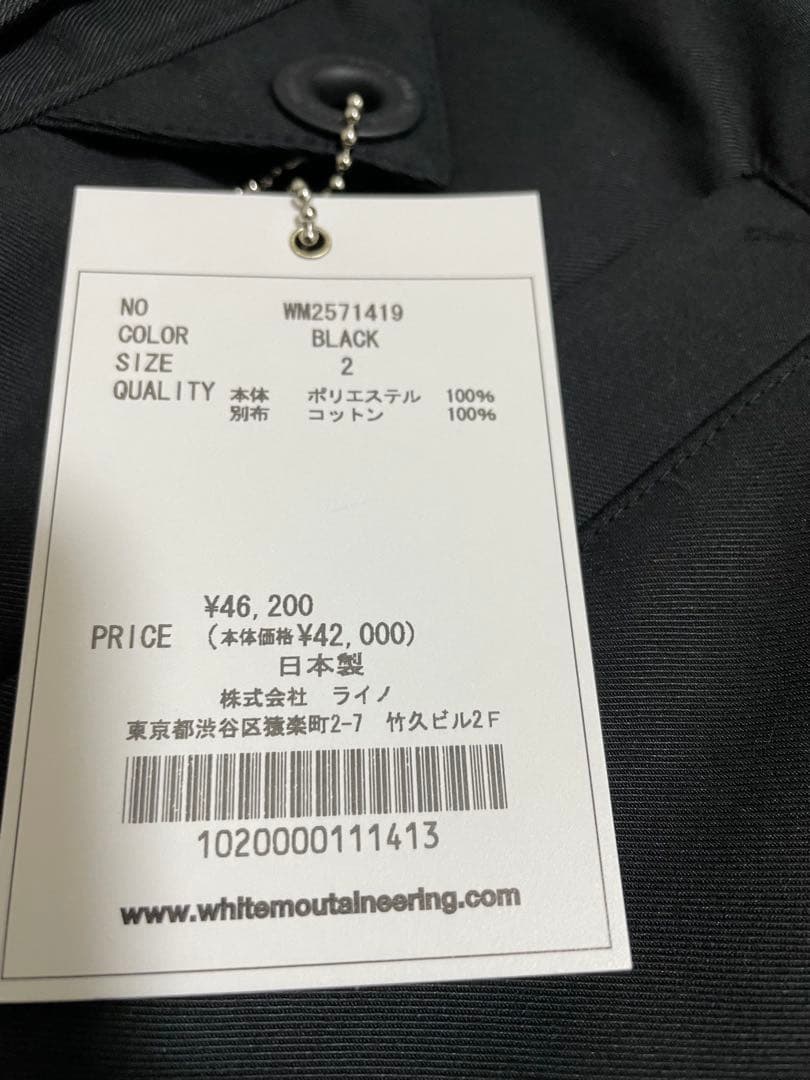 NO WM2571419
COLOR BLACK
SIZE 2
QUALITY 本体 ポリエステル 100%
別布 コットン 100%
¥46,200
PRICE (本体価格¥42,000)
日本製
株式会社 ライノ
東京都渋谷区猿楽町2-7 竹久ビル2F
1020000111413
www.whitemoutaineering.com